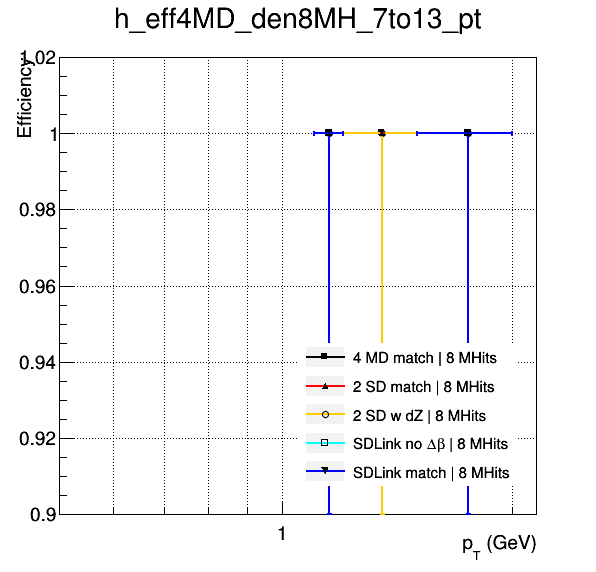 h_eff4MD_den8MH_7to13_pt
Efficiency
1.02
1
0.98
0.96
0.94
0.92
0.9
4 MD match | 8 MHits
2 SD match | 8 MHits
2 SD w dZ | 8 MHits
SDLink no Δβ | 8 MHits
SDLink match | 8 MHits
1
p_T (GeV)